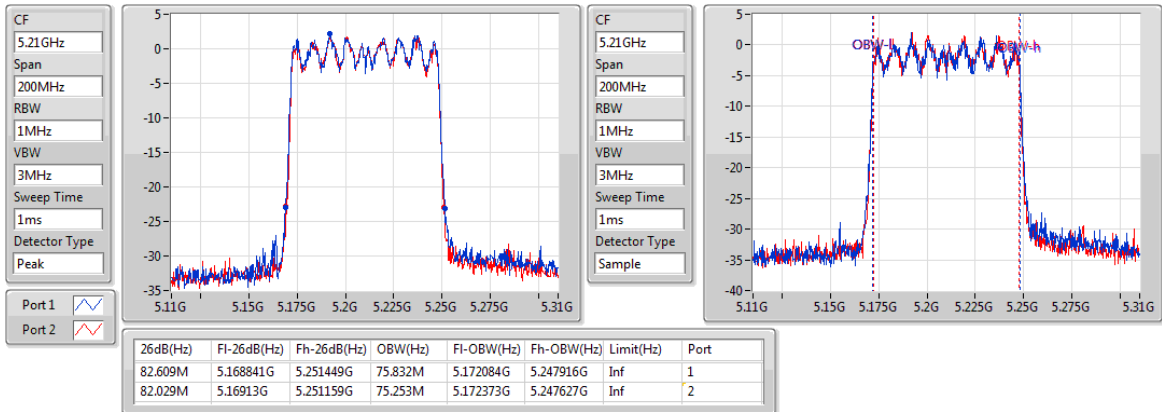 CF
5.21GHz
Span
200MHz
RBW
1MHz
VBW
3MHz
Sweep Time
1ms
Detector Type
Peak
Port 1
Port 2
5-
0-
-5-
-10-
-15-
-20-
-25-
-30-
-35-
5.11G 5.15G 5.175G 5.2G 5.225G 5.25G 5.275G 5.31G
CF
5.21GHz
Span
200MHz
RBW
1MHz
VBW
3MHz
Sweep Time
1ms
Detector Type
Sample
5-
0-
-5-
-10-
-15-
-20-
-25-
-30-
-35-
-40-
OBW-l OBW-h
5.11G 5.15G 5.175G 5.2G 5.225G 5.25G 5.275G 5.31G
26dB(Hz) Fl-26dB(Hz) Fh-26dB(Hz) OBW(Hz) Fl-OBW(Hz) Fh-OBW(Hz) Limit(Hz) Port
82.609M 5.168841G 5.251449G 75.832M 5.172084G 5.247916G Inf 1
82.029M 5.16913G 5.251159G 75.253M 5.172373G 5.247627G Inf 2